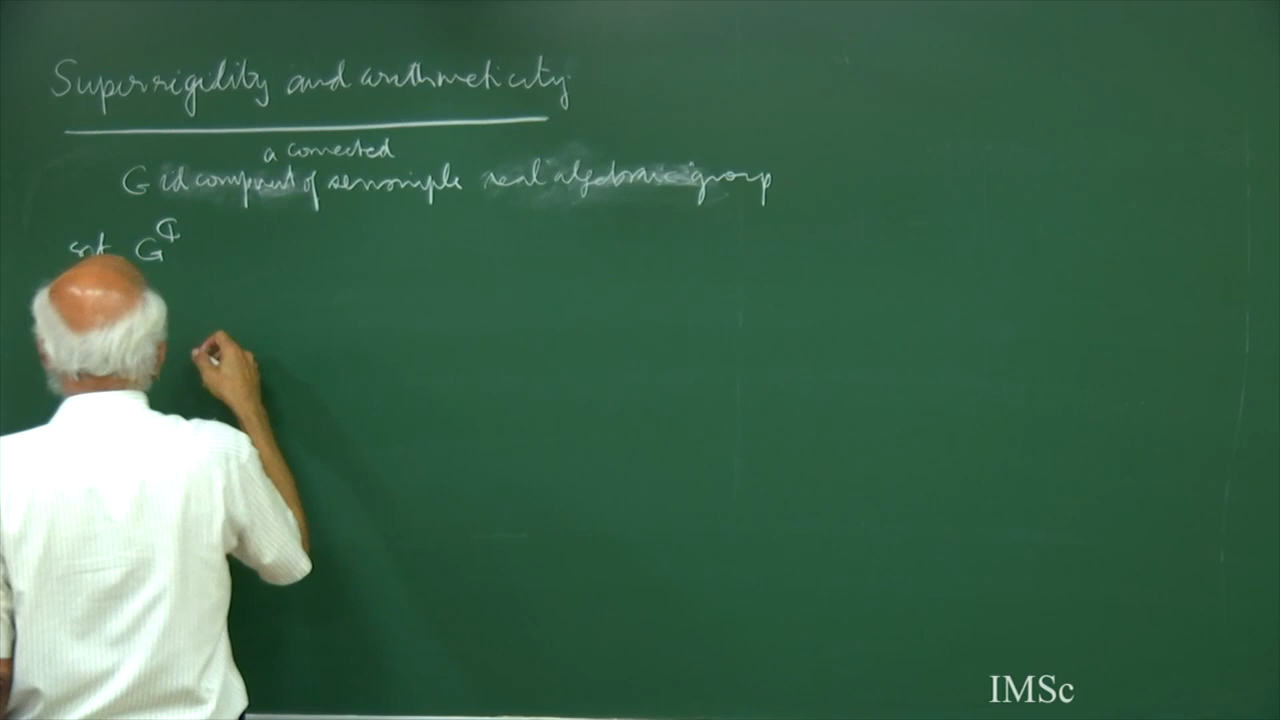 Superrigidity and arithmeticity
a connected
G id component of semisimple real algebraic group
G^ℂ
IMSc